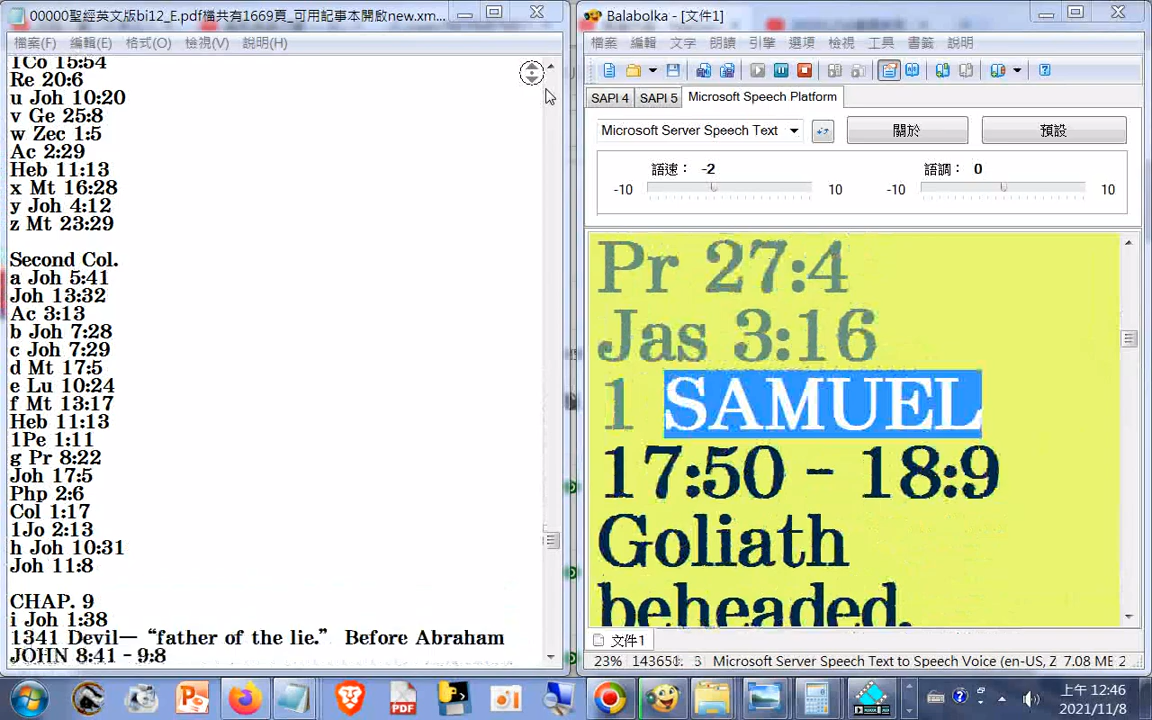 00000聖經英文版bi12_E.pdf檔共有1669頁_可用記事本開啟new.xm...
檔案(F) 編輯(E) 格式(O) 檢視(V) 說明(H)
1Co 15:54
Re 20:6
u Joh 10:20
v Ge 25:8
w Zec 1:5
Ac 2:29
Heb 11:13
x Mt 16:28
y Joh 4:12
z Mt 23:29
Second Col.
a Joh 5:41
Joh 13:32
Ac 3:13
b Joh 7:28
c Joh 7:29
d Mt 17:5
e Lu 10:24
f Mt 13:17
Heb 11:13
1Pe 1:11
g Pr 8:22
Joh 17:5
Php 2:6
Col 1:17
1Jo 2:13
h Joh 10:31
Joh 11:8
CHAP. 9
i Joh 1:38
1341 Devil— “father of the lie.” Before Abraham
JOHN 8:41 – 9:8
Balabolka - [文件1]
檔案 編輯 文字 朗讀 引擎 選項 檢視 工具 書籤 說明
SAPI 4 SAPI 5 Microsoft Speech Platform
Microsoft Server Speech Text 關於 預設
語速： -2 語調： 0
-10 10 -10 10
Pr 27:4
Jas 3:16
1 SAMUEL
17:50 – 18:9
Goliath
beheaded.
文件1
23% Microsoft Server Speech Text to Speech Voice (en-US, Z 7.08 MB 2
上午 12:46
2021/11/8